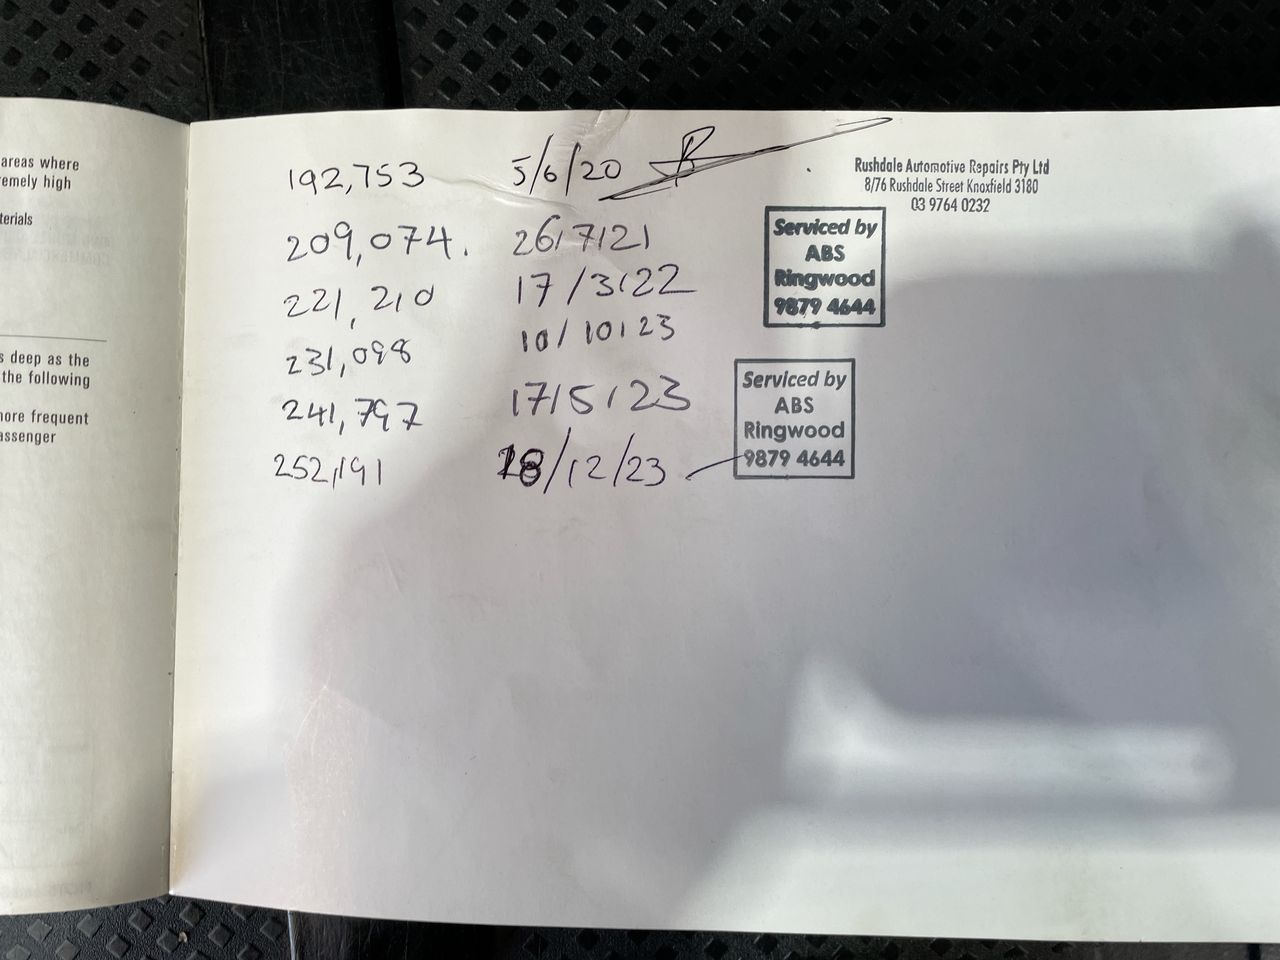 areas where
emely high
terials
s deep as the
the following
more frequent
assenger
192,753 5/6/20
209,074. 26/7/21
221,210 17/3/22
231,098 10/10/23
241,797 17/5/23
252,191 18/12/23
Rushdale Automotive Repairs Pty Ltd
8/76 Rushdale Street Knoxfield 3180
03 9764 0232
Serviced by
ABS
Ringwood
9879 4644
Serviced by
ABS
Ringwood
9879 4644